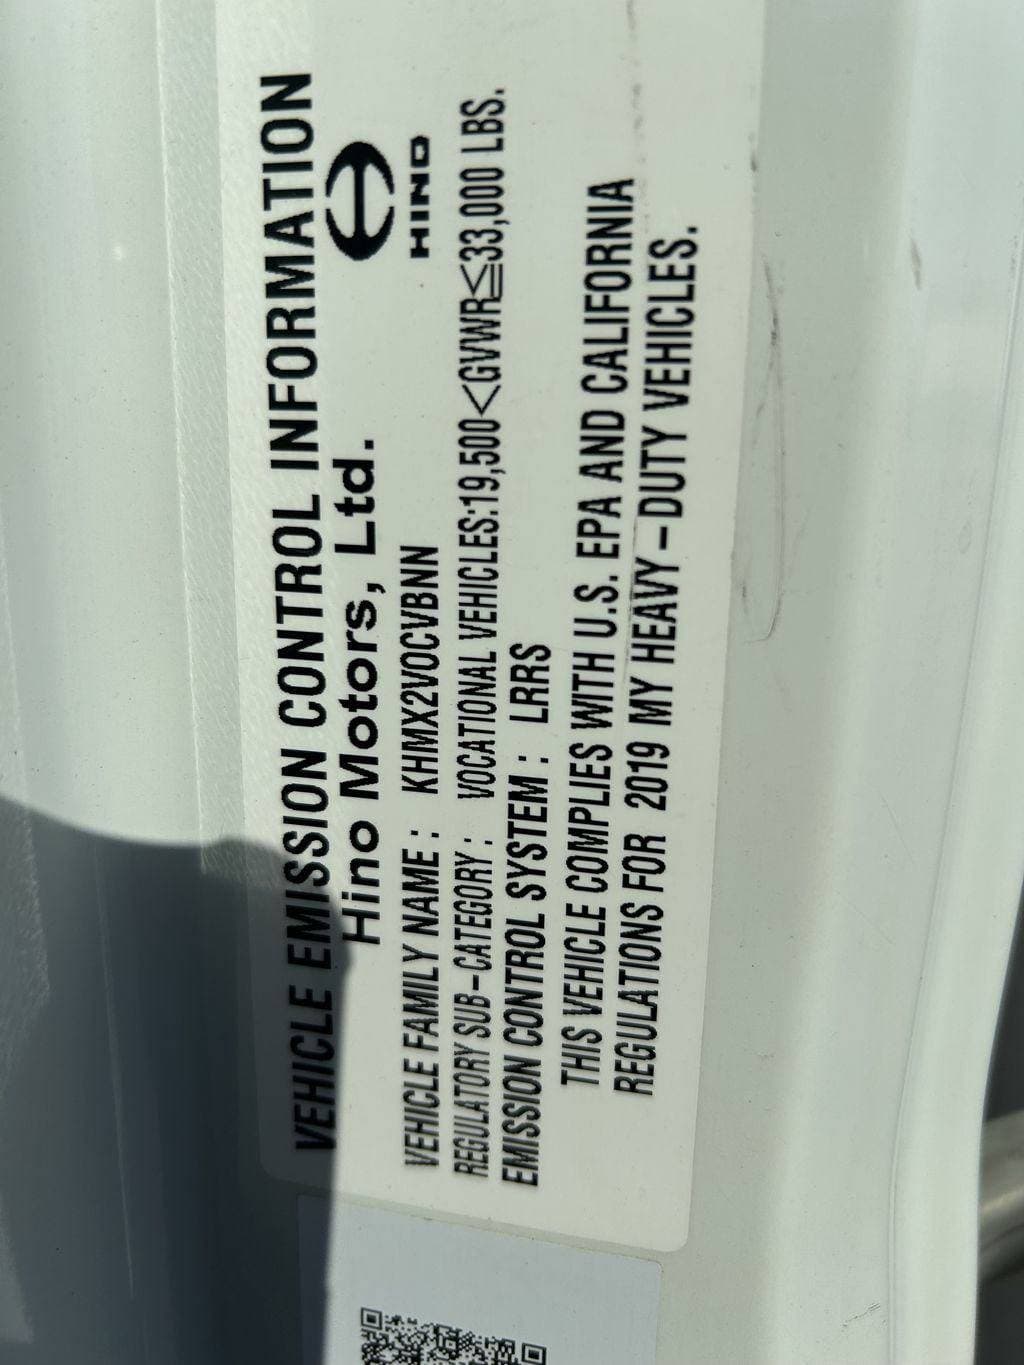 VEHICLE EMISSION CONTROL INFORMATION
Hino Motors, Ltd.
HINO
VEHICLE FAMILY NAME : KHMX2VOCVBNN
REGULATORY SUB-CATEGORY : VOCATIONAL VEHICLES:19,500<GVWR≦33,000 LBS.
EMISSION CONTROL SYSTEM : LRRS
THIS VEHICLE COMPLIES WITH U.S. EPA AND CALIFORNIA
REGULATIONS FOR 2019 MY HEAVY-DUTY VEHICLES.